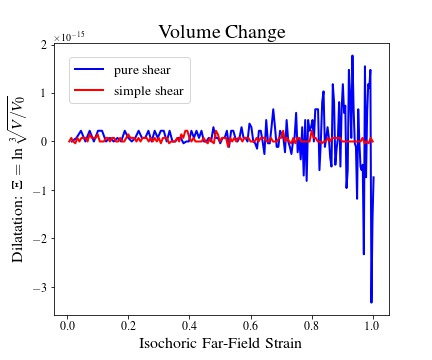 Volume Change
×10⁻¹⁵
Dilatation: Ξ = ln ∛V/V₀
2
1
0
−1
−2
−3
pure shear
simple shear
0.0 0.2 0.4 0.6 0.8 1.0
Isochoric Far-Field Strain